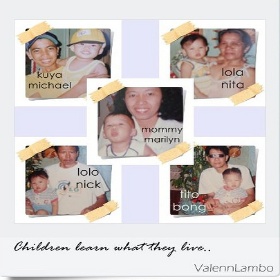 kuya
michael
lola
nita
mommy
marilyn
lolo
nick
tito
bong
Children learn what they live..
ValennLambo